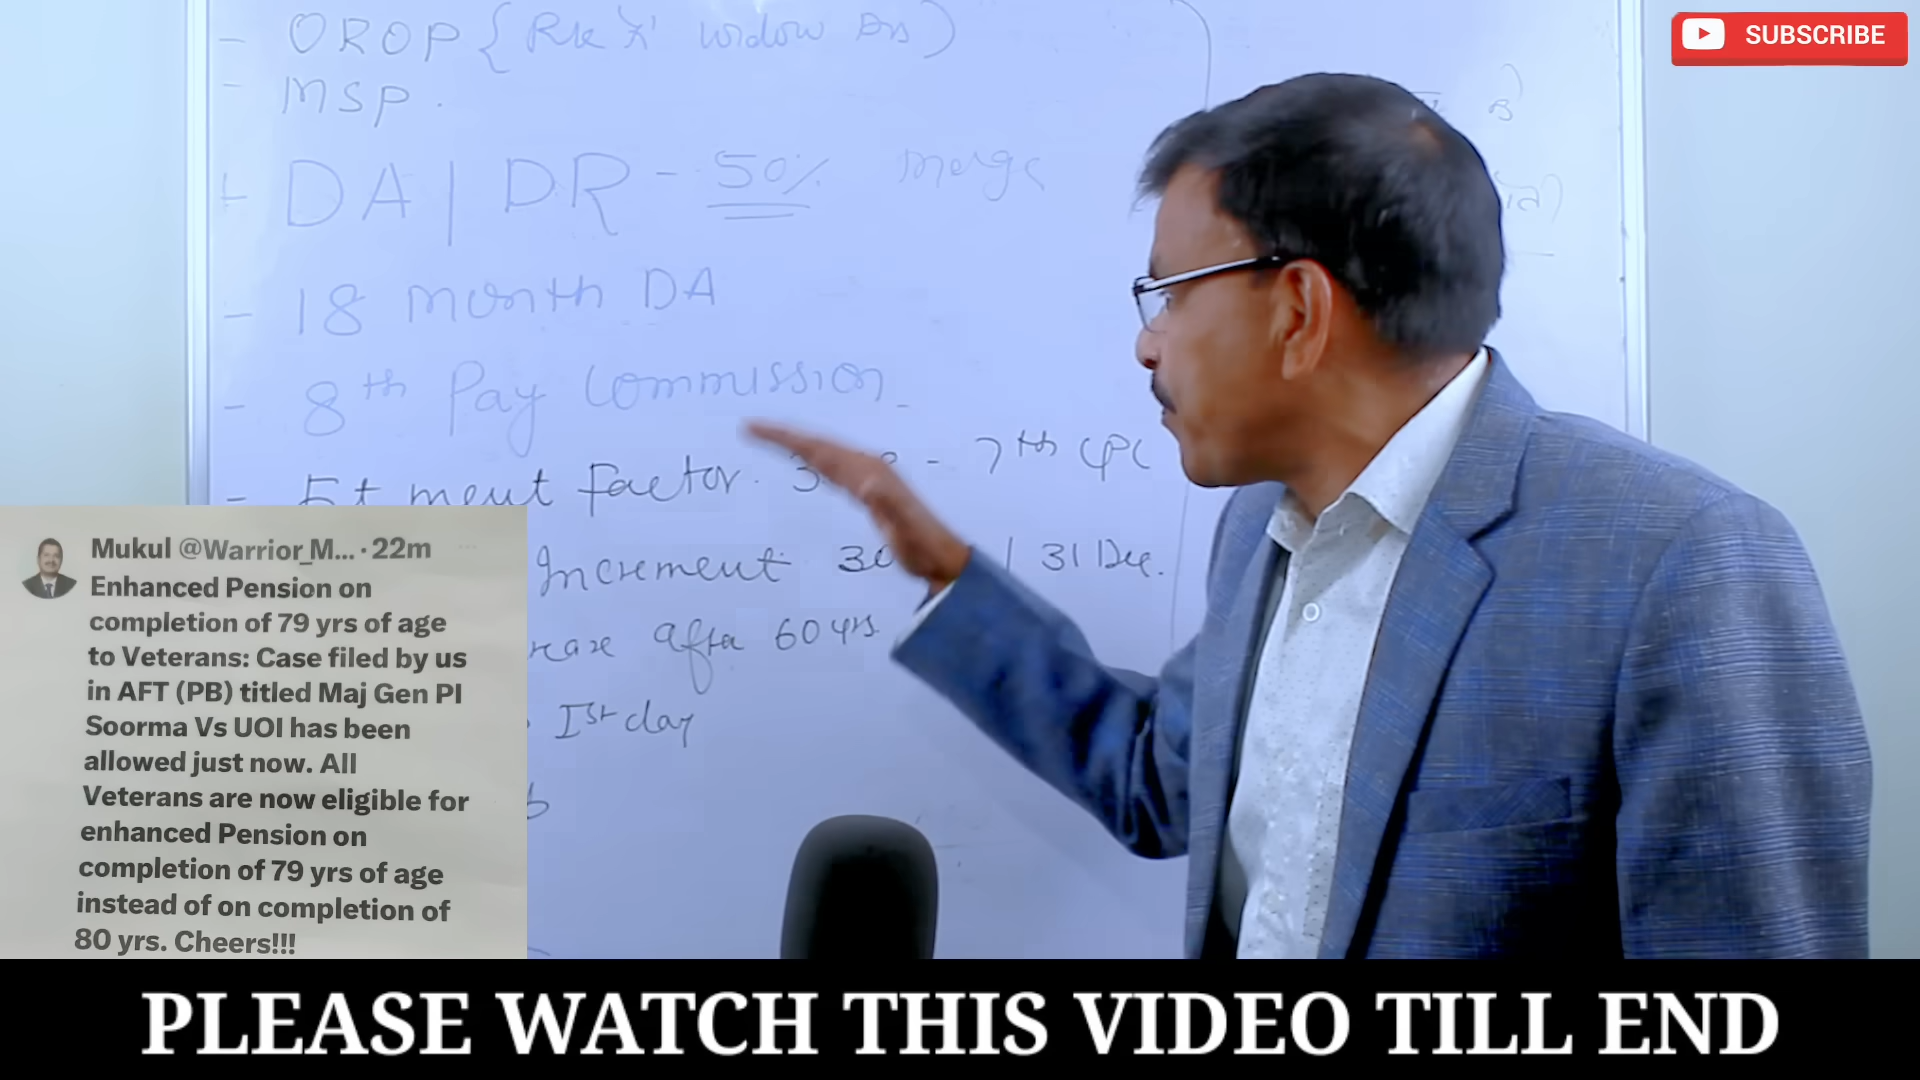 SUBSCRIBE
- OROP { widow
- MSP.
- DA | DR - 50% merge
- 18 month DA
- 8th Pay Commission
- Fitment factor. - 7th CPC
Increment 30 / 31 Dec.
after 60 yrs.
Ist day
Mukul @Warrior_M... · 22m
Enhanced Pension on
completion of 79 yrs of age
to Veterans: Case filed by us
in AFT (PB) titled Maj Gen PI
Soorma Vs UOI has been
allowed just now. All
Veterans are now eligible for
enhanced Pension on
completion of 79 yrs of age
instead of on completion of
80 yrs. Cheers!!!
PLEASE WATCH THIS VIDEO TILL END